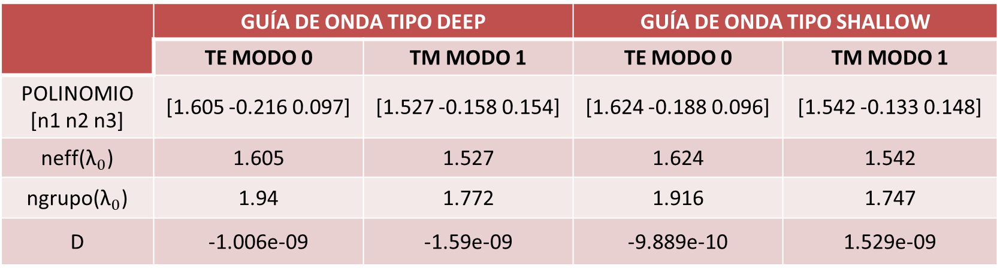 GUÍA DE ONDA TIPO DEEP GUÍA DE ONDA TIPO SHALLOW
TE MODO 0 TM MODO 1 TE MODO 0 TM MODO 1
POLINOMIO
[n1 n2 n3] [1.605 -0.216 0.097] [1.527 -0.158 0.154] [1.624 -0.188 0.096] [1.542 -0.133 0.148]
neff(λ₀) 1.605 1.527 1.624 1.542
ngrupo(λ₀) 1.94 1.772 1.916 1.747
D -1.006e-09 -1.59e-09 -9.889e-10 1.529e-09